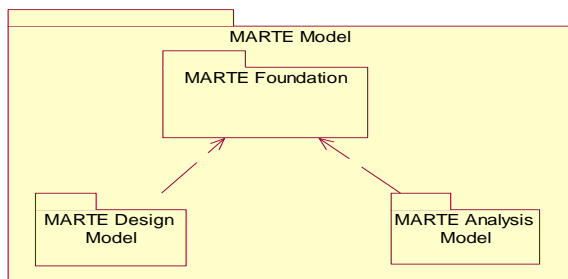 MARTE Model
MARTE Foundation
MARTE Design
Model
MARTE Analysis
Model